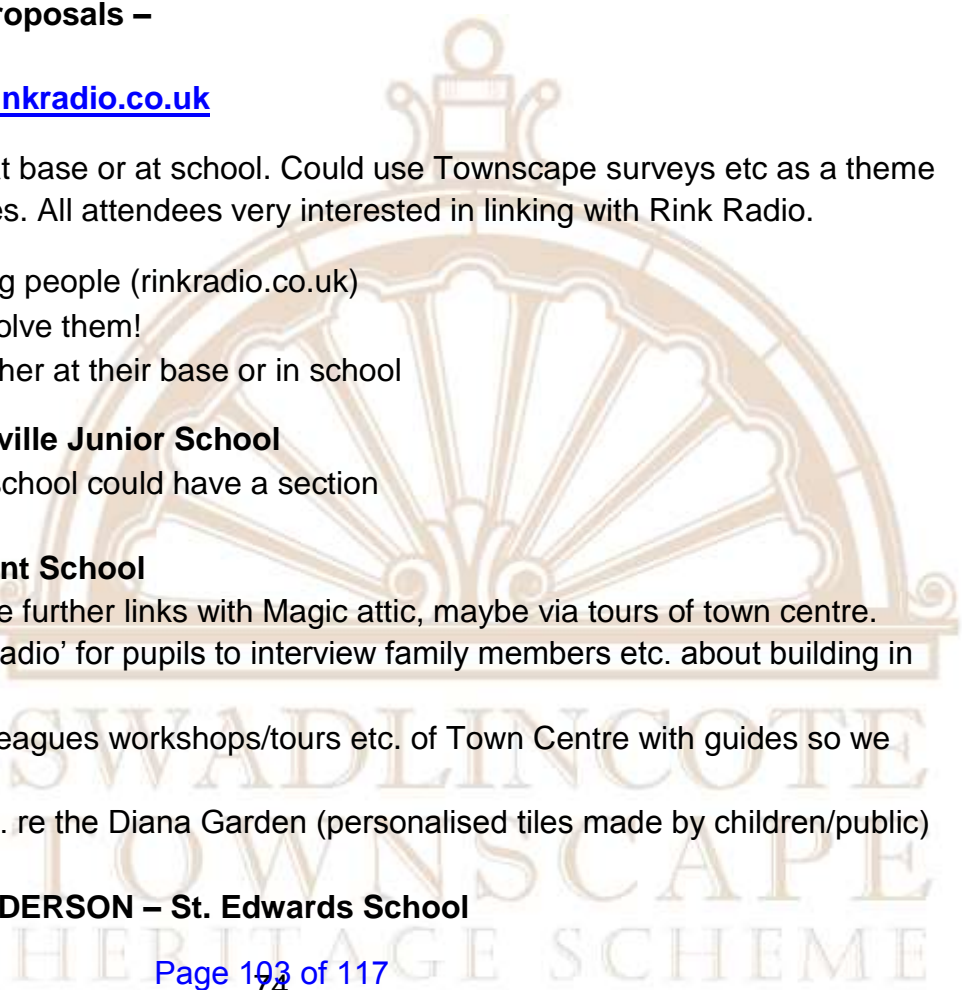 roposals –
nkradio.co.uk
t base or at school. Could use Townscape surveys etc as a theme
es. All attendees very interested in linking with Rink Radio.
g people (rinkradio.co.uk)
olve them!
her at their base or in school
ville Junior School
school could have a section
nt School
e further links with Magic attic, maybe via tours of town centre.
adio’ for pupils to interview family members etc. about building in
eagues workshops/tours etc. of Town Centre with guides so we
. re the Diana Garden (personalised tiles made by children/public)
DERSON – St. Edwards School
SWADLINCOTE
TOWNSCAPE
HERITAGE SCHEME
Page 103 of 117
74